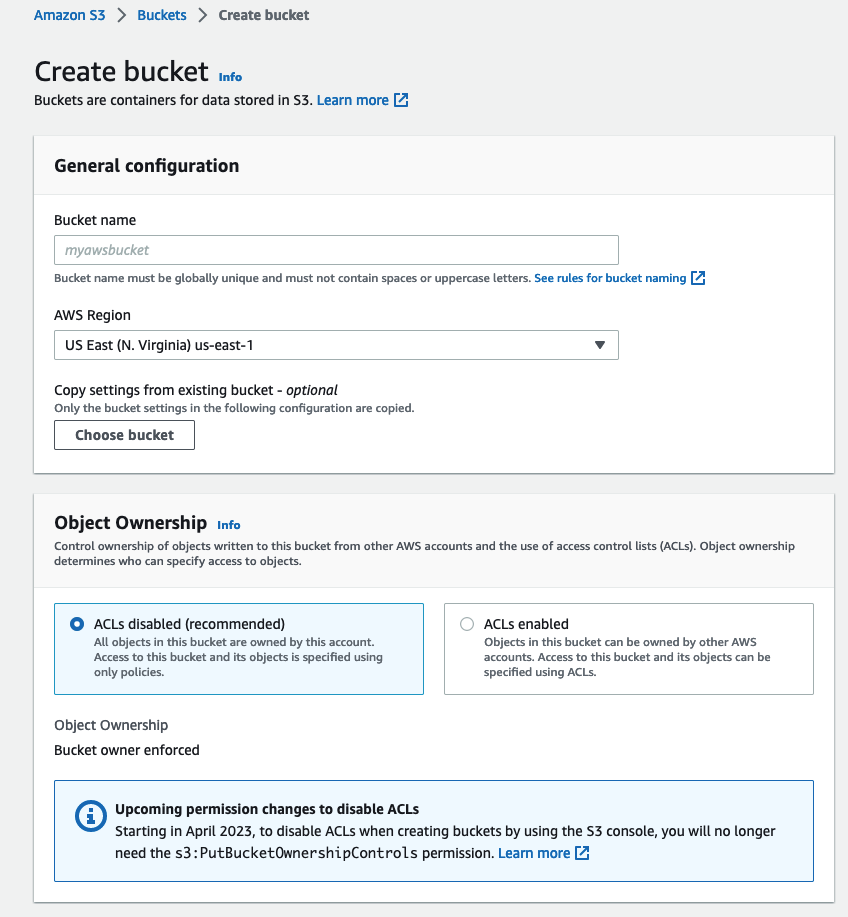 Amazon S3 > Buckets > Create bucket
Create bucket Info
Buckets are containers for data stored in S3. Learn more
General configuration
Bucket name
myawsbucket
Bucket name must be globally unique and must not contain spaces or uppercase letters. See rules for bucket naming
AWS Region
US East (N. Virginia) us-east-1
Copy settings from existing bucket - optional
Only the bucket settings in the following configuration are copied.
Choose bucket
Object Ownership Info
Control ownership of objects written to this bucket from other AWS accounts and the use of access control lists (ACLs). Object ownership
determines who can specify access to objects.
ACLs disabled (recommended)
All objects in this bucket are owned by this account.
Access to this bucket and its objects is specified using
only policies.
ACLs enabled
Objects in this bucket can be owned by other AWS
accounts. Access to this bucket and its objects can be
specified using ACLs.
Object Ownership
Bucket owner enforced
Upcoming permission changes to disable ACLs
Starting in April 2023, to disable ACLs when creating buckets by using the S3 console, you will no longer
need the s3:PutBucketOwnershipControls permission. Learn more